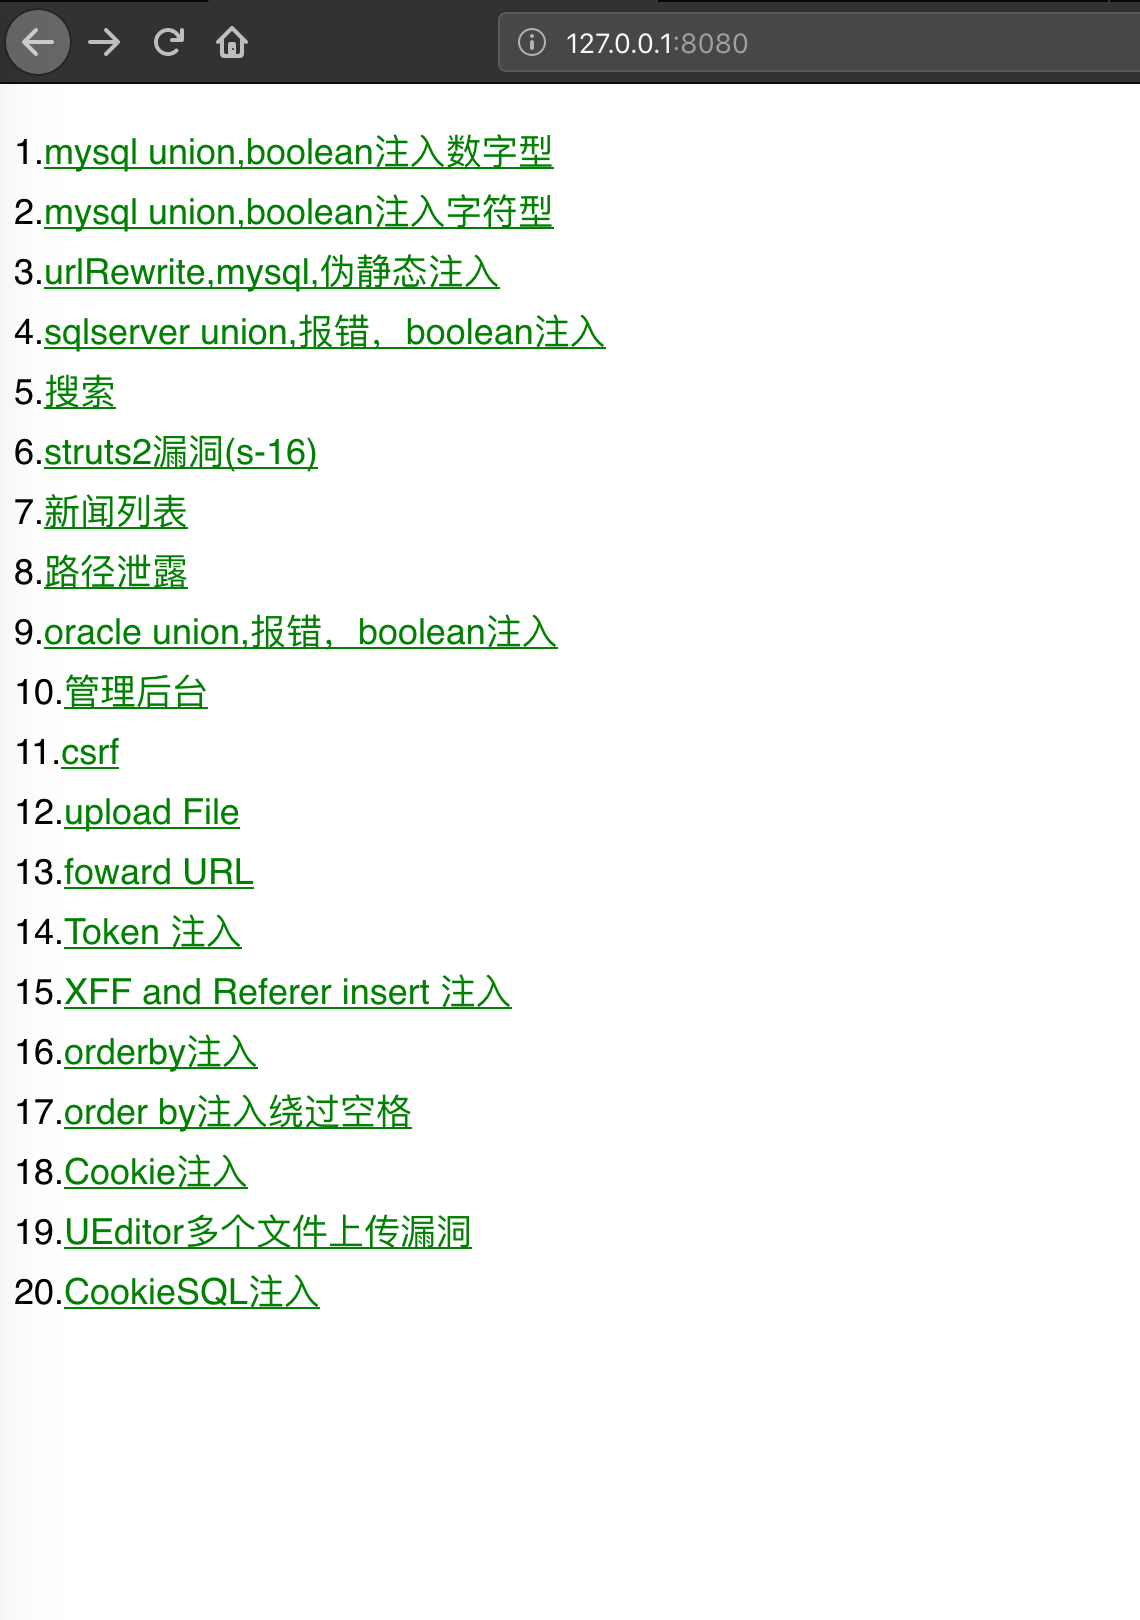 127.0.0.1:8080
1.mysql union,boolean注入数字型
2.mysql union,boolean注入字符型
3.urlRewrite,mysql,伪静态注入
4.sqlserver union,报错，boolean注入
5.搜索
6.struts2漏洞(s-16)
7.新闻列表
8.路径泄露
9.oracle union,报错，boolean注入
10.管理后台
11.csrf
12.upload File
13.foward URL
14.Token 注入
15.XFF and Referer insert 注入
16.orderby注入
17.order by注入绕过空格
18.Cookie注入
19.UEditor多个文件上传漏洞
20.CookieSQL注入